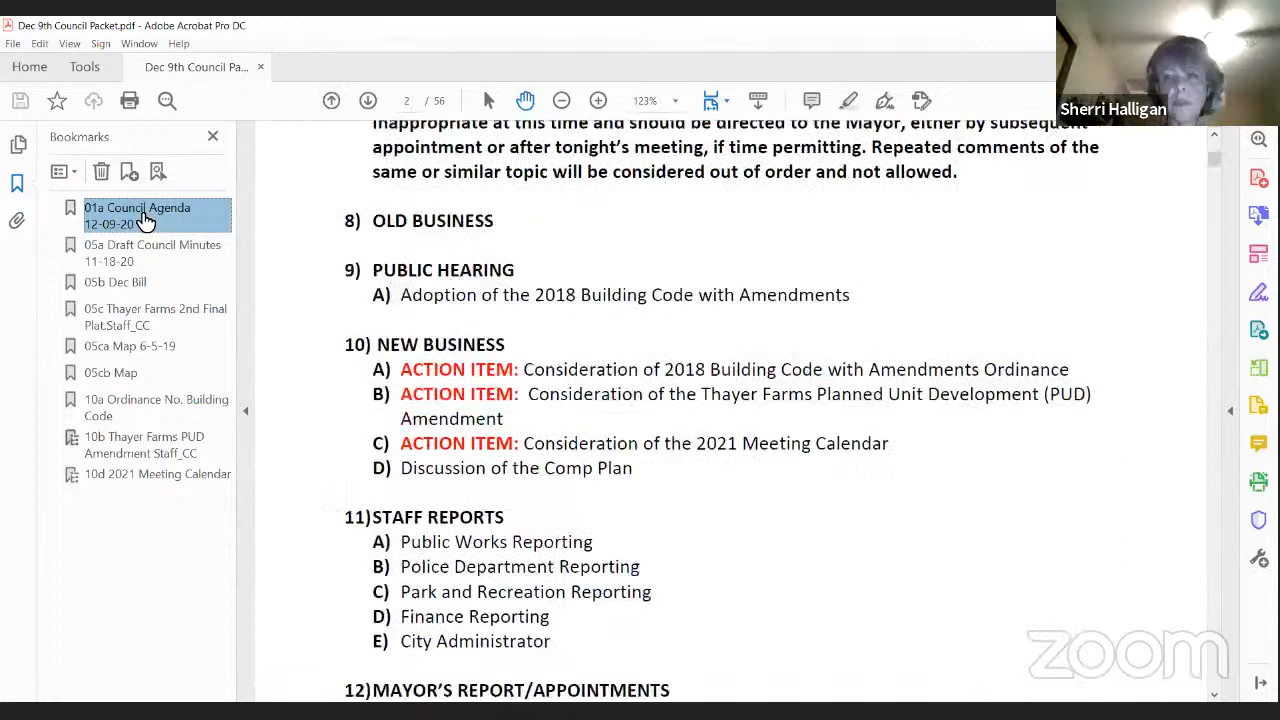 Dec 9th Council Packet.pdf - Adobe Acrobat Pro DC
File Edit View Sign Window Help
Home Tools Dec 9th Council Pa... ×
2 / 56 123%
Sherri Halligan
Bookmarks
01a Council Agenda
12-09-20
05a Draft Council Minutes
11-18-20
05b Dec Bill
05c Thayer Farms 2nd Final
Plat.Staff_CC
05ca Map 6-5-19
05cb Map
10a Ordinance No. Building
Code
10b Thayer Farms PUD
Amendment Staff_CC
10d 2021 Meeting Calendar
inappropriate at this time and should be directed to the Mayor, either by subsequent
appointment or after tonight's meeting, if time permitting. Repeated comments of the
same or similar topic will be considered out of order and not allowed.
8) OLD BUSINESS
9) PUBLIC HEARING
A) Adoption of the 2018 Building Code with Amendments
10) NEW BUSINESS
A) ACTION ITEM: Consideration of 2018 Building Code with Amendments Ordinance
B) ACTION ITEM: Consideration of the Thayer Farms Planned Unit Development (PUD)
Amendment
C) ACTION ITEM: Consideration of the 2021 Meeting Calendar
D) Discussion of the Comp Plan
11)STAFF REPORTS
A) Public Works Reporting
B) Police Department Reporting
C) Park and Recreation Reporting
D) Finance Reporting
E) City Administrator
12)MAYOR'S REPORT/APPOINTMENTS
zoom